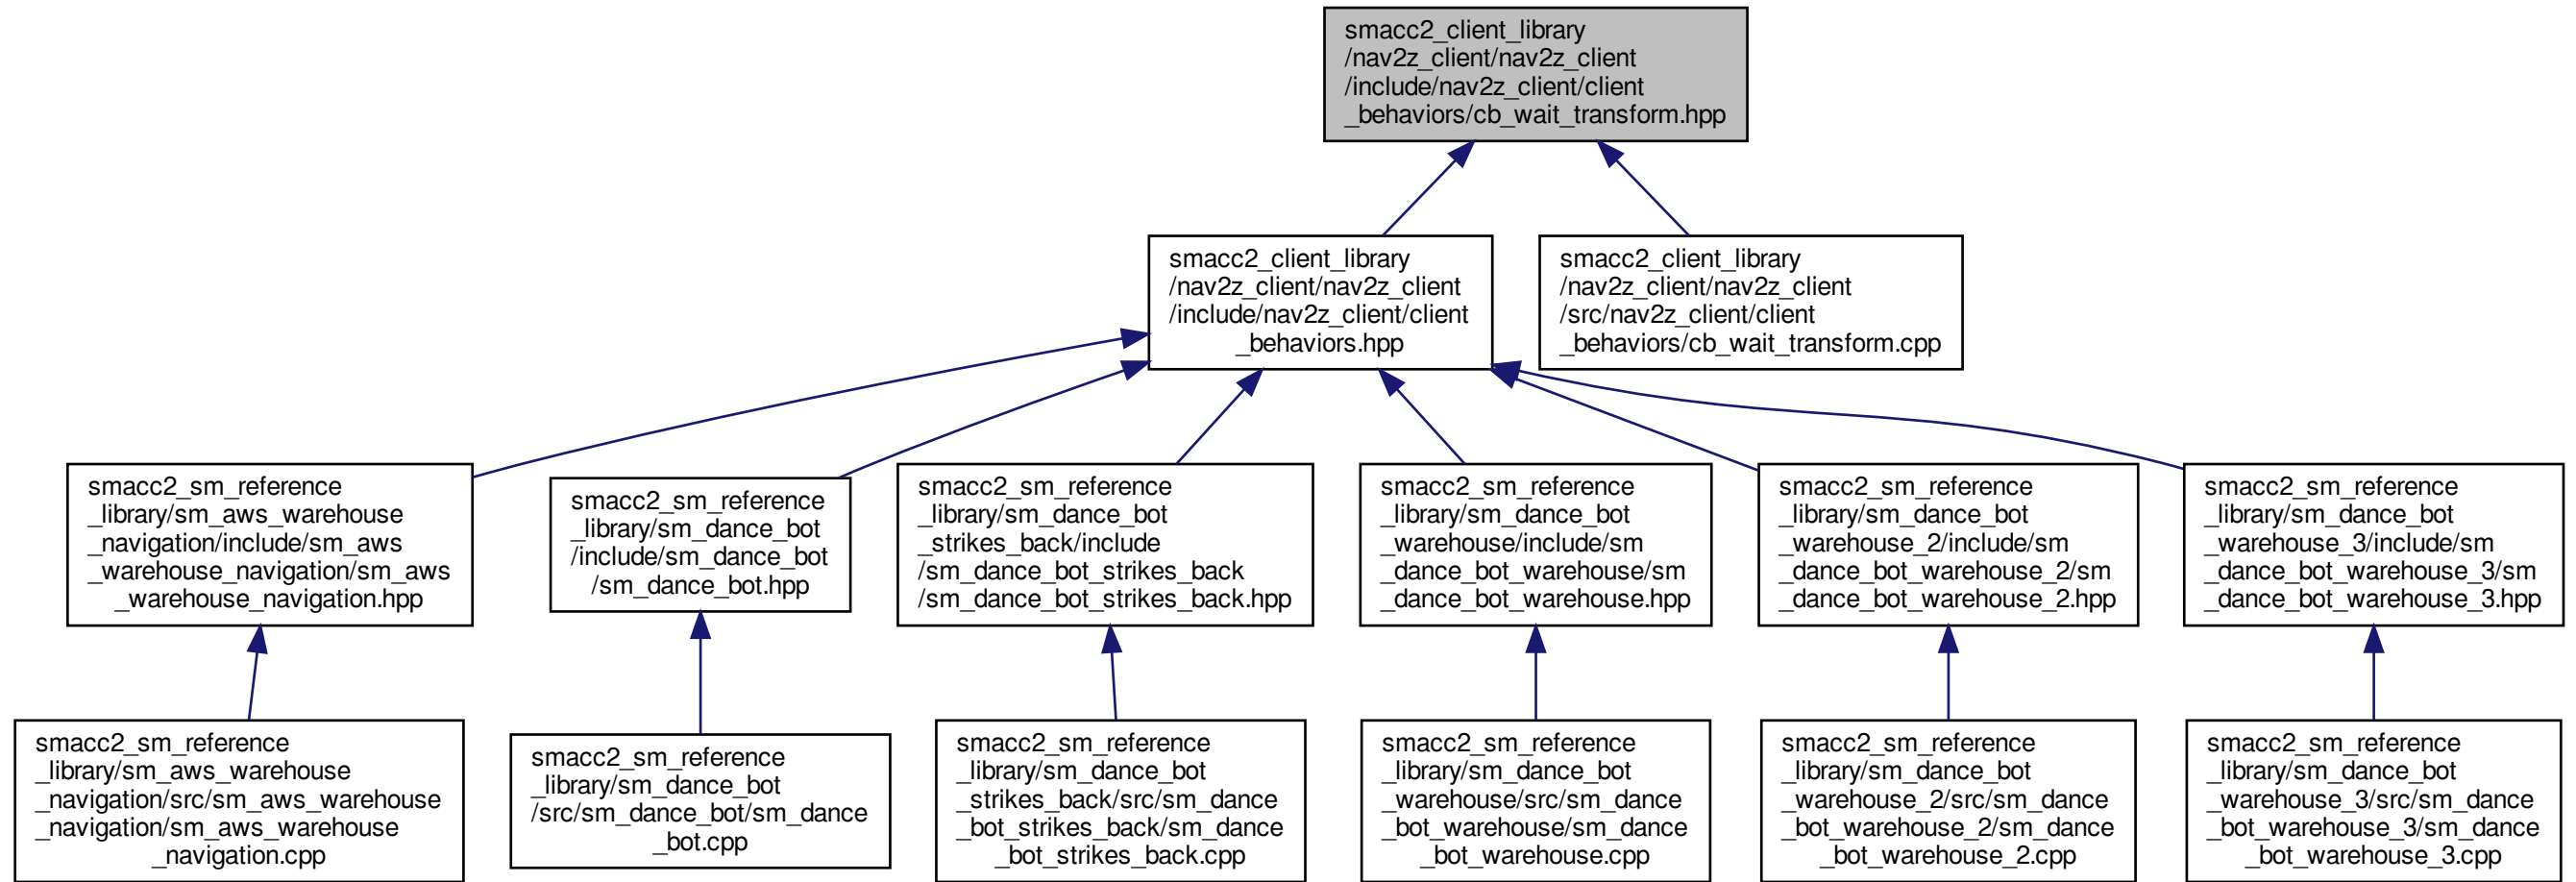 smacc2_client_library
/nav2z_client/nav2z_client
/include/nav2z_client/client
_behaviors/cb_wait_transform.hpp
smacc2_client_library
/nav2z_client/nav2z_client
/include/nav2z_client/client
_behaviors.hpp
smacc2_client_library
/nav2z_client/nav2z_client
/src/nav2z_client/client
_behaviors/cb_wait_transform.cpp
smacc2_sm_reference
_library/sm_aws_warehouse
_navigation/include/sm_aws
_warehouse_navigation/sm_aws
_warehouse_navigation.hpp
smacc2_sm_reference
_library/sm_dance_bot
/include/sm_dance_bot
/sm_dance_bot.hpp
smacc2_sm_reference
_library/sm_dance_bot
_strikes_back/include
/sm_dance_bot_strikes_back
/sm_dance_bot_strikes_back.hpp
smacc2_sm_reference
_library/sm_dance_bot
_warehouse/include/sm
_dance_bot_warehouse/sm
_dance_bot_warehouse.hpp
smacc2_sm_reference
_library/sm_dance_bot
_warehouse_2/include/sm
_dance_bot_warehouse_2/sm
_dance_bot_warehouse_2.hpp
smacc2_sm_reference
_library/sm_dance_bot
_warehouse_3/include/sm
_dance_bot_warehouse_3/sm
_dance_bot_warehouse_3.hpp
smacc2_sm_reference
_library/sm_aws_warehouse
_navigation/src/sm_aws_warehouse
_navigation/sm_aws_warehouse
_navigation.cpp
smacc2_sm_reference
_library/sm_dance_bot
/src/sm_dance_bot/sm_dance
_bot.cpp
smacc2_sm_reference
_library/sm_dance_bot
_strikes_back/src/sm_dance
_bot_strikes_back/sm_dance
_bot_strikes_back.cpp
smacc2_sm_reference
_library/sm_dance_bot
_warehouse/src/sm_dance
_bot_warehouse/sm_dance
_bot_warehouse.cpp
smacc2_sm_reference
_library/sm_dance_bot
_warehouse_2/src/sm_dance
_bot_warehouse_2/sm_dance
_bot_warehouse_2.cpp
smacc2_sm_reference
_library/sm_dance_bot
_warehouse_3/src/sm_dance
_bot_warehouse_3/sm_dance
_bot_warehouse_3.cpp